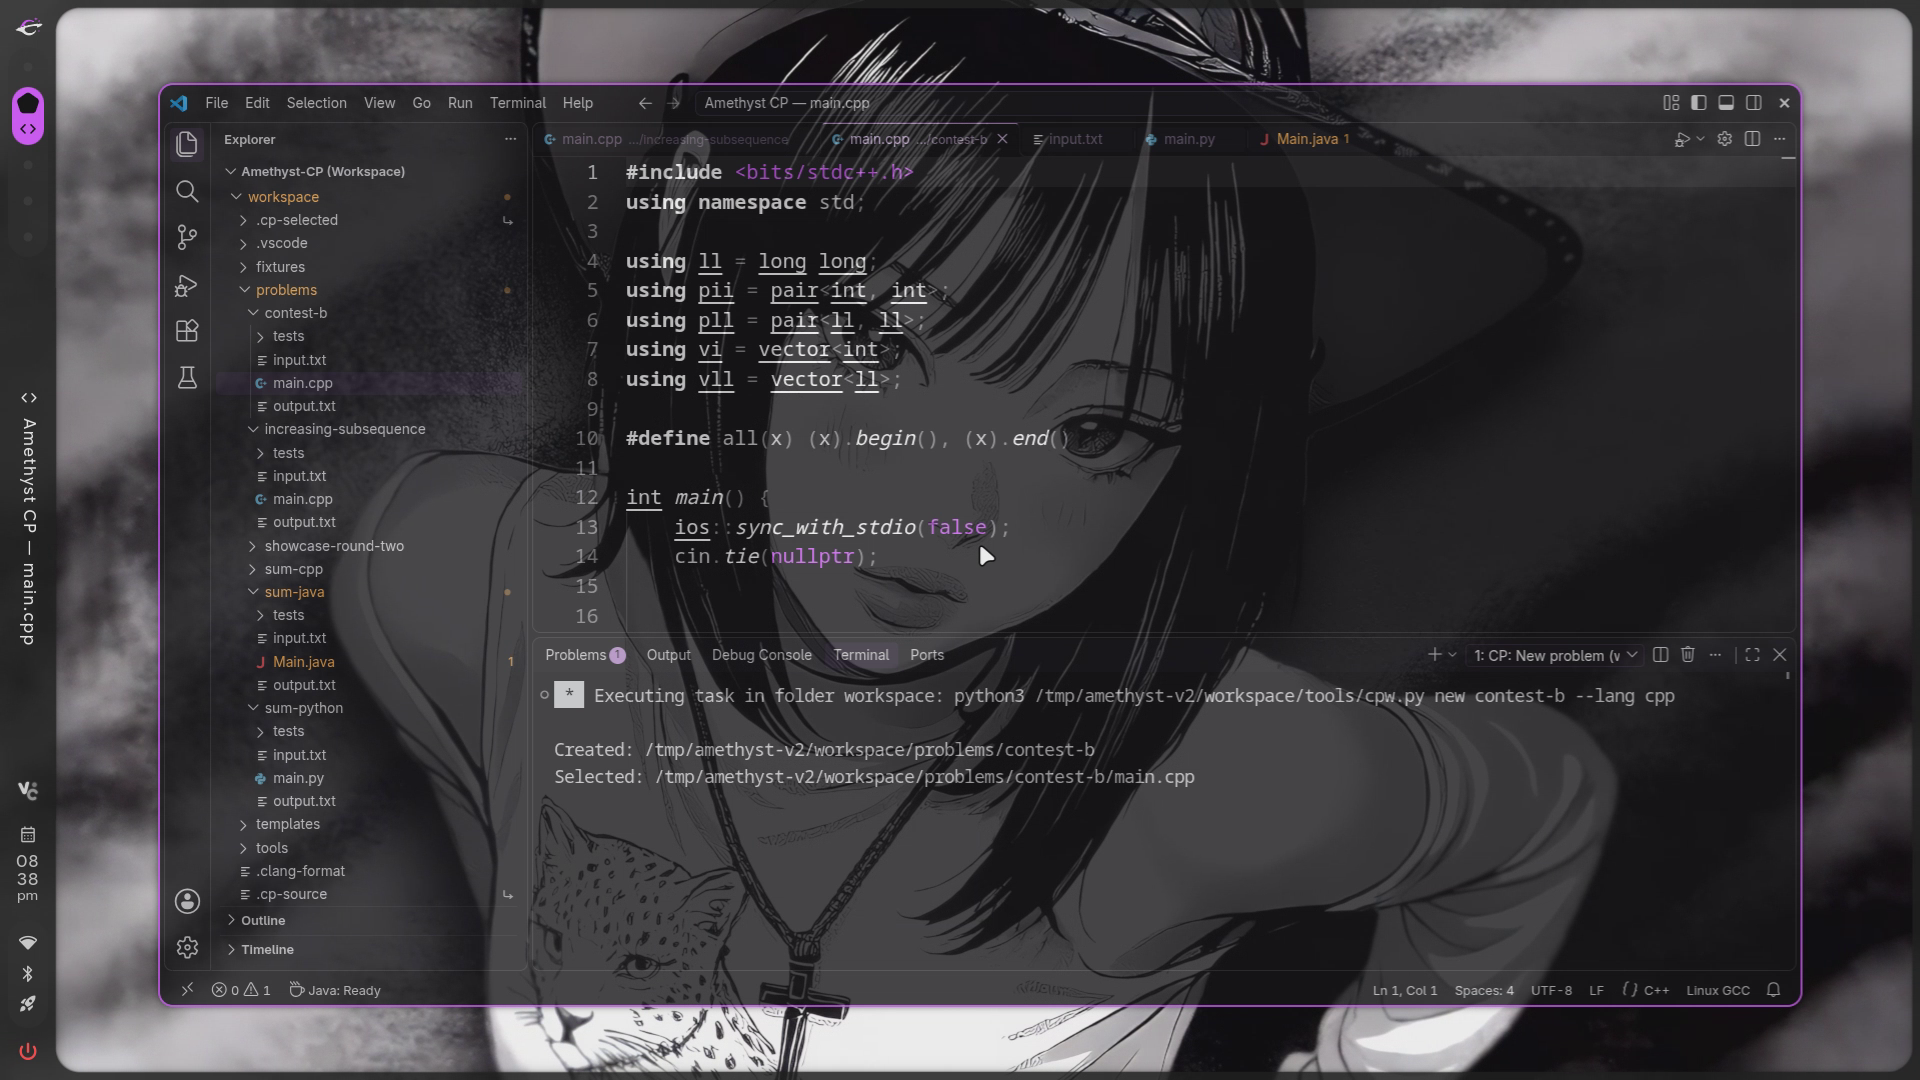 Amethyst CP — main.cpp
08
38
pm
File Edit Selection View Go Run Terminal Help
Amethyst CP — main.cpp
Explorer
Amethyst-CP (Workspace)
workspace
.cp-selected
.vscode
fixtures
problems
contest-b
tests
input.txt
main.cpp
output.txt
increasing-subsequence
tests
input.txt
main.cpp
output.txt
showcase-round-two
sum-cpp
sum-java
tests
input.txt
Main.java 1
output.txt
sum-python
tests
input.txt
main.py
output.txt
templates
tools
.clang-format
.cp-source
Outline
Timeline
main.cpp .../increasing-subsequence main.cpp .../contest-b input.txt main.py Main.java 1
1 #include <bits/stdc++.h>
2 using namespace std;
3
4 using ll = long long;
5 using pii = pair<int, int>;
6 using pll = pair<ll, ll>;
7 using vi = vector<int>;
8 using vll = vector<ll>;
9
10 #define all(x) (x).begin(), (x).end()
11
12 int main() {
13 ios::sync_with_stdio(false);
14 cin.tie(nullptr);
15
16
Problems 1 Output Debug Console Terminal Ports
1: CP: New problem (v
* Executing task in folder workspace: python3 /tmp/amethyst-v2/workspace/tools/cpw.py new contest-b --lang cpp
Created: /tmp/amethyst-v2/workspace/problems/contest-b
Selected: /tmp/amethyst-v2/workspace/problems/contest-b/main.cpp
0 1 Java: Ready
Ln 1, Col 1 Spaces: 4 UTF-8 LF {} C++ Linux GCC